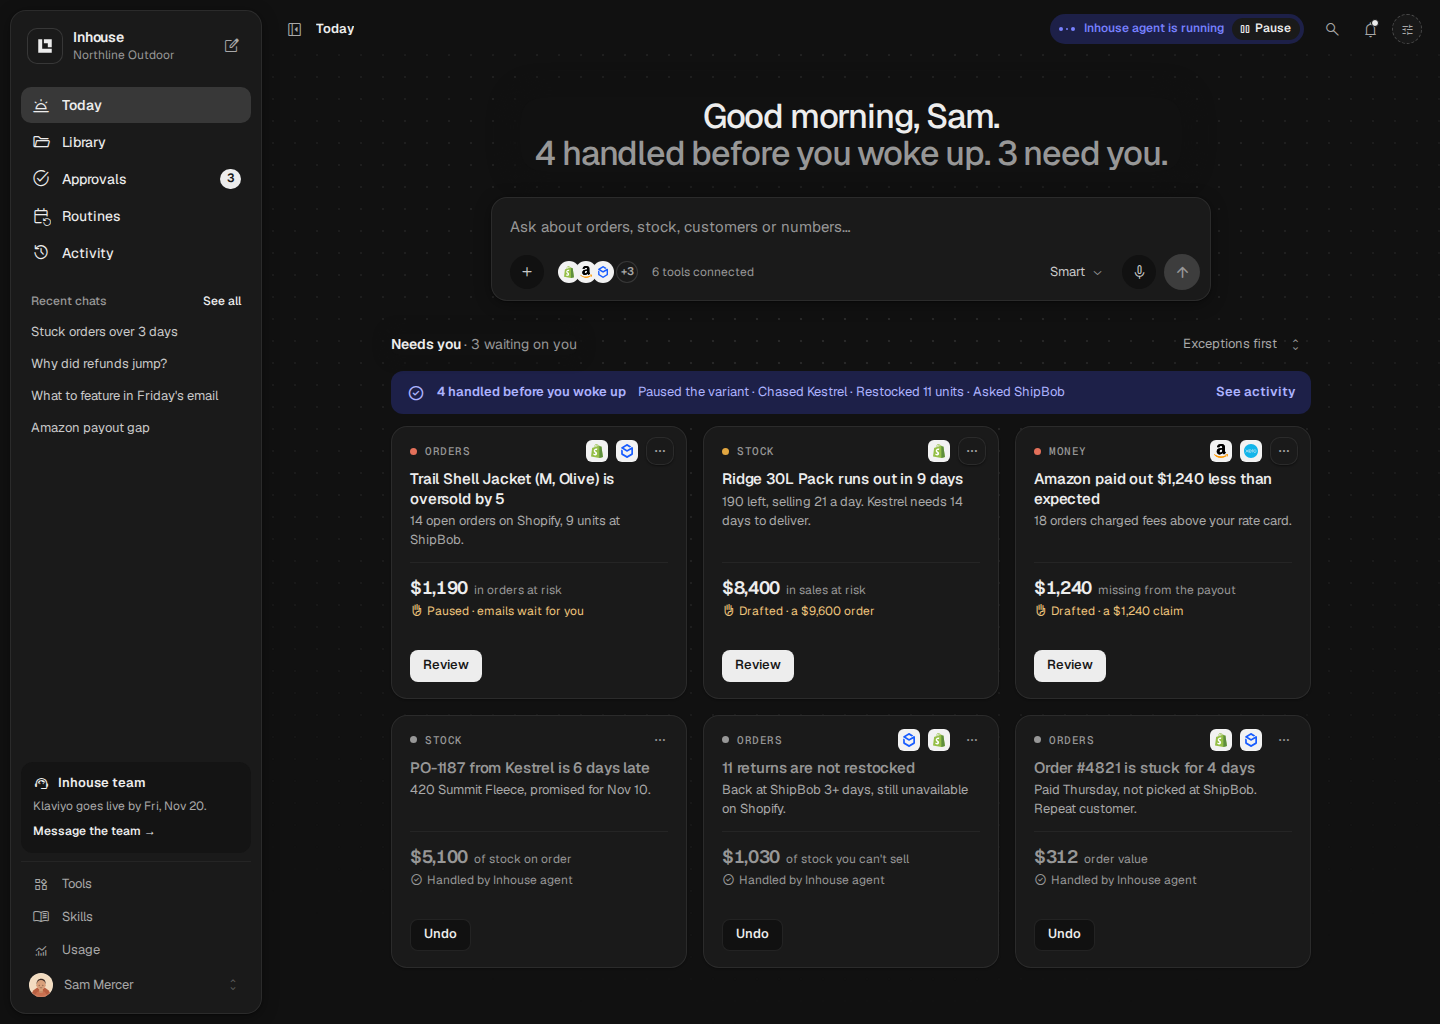 Inhouse
Northline Outdoor
Today
Library
Approvals
3
Routines
Activity
Recent chats
See all
Stuck orders over 3 days
Why did refunds jump?
What to feature in Friday's email
Amazon payout gap
Inhouse team
Klaviyo goes live by Fri, Nov 20.
Message the team →
Tools
Skills
Usage
Sam Mercer
Today
Inhouse agent is running
Pause
Good morning, Sam.
4 handled before you woke up. 3 need you.
Ask about orders, stock, customers or numbers…
+3
6 tools connected
Smart
Needs you · 3 waiting on you
Exceptions first
4 handled before you woke up Paused the variant · Chased Kestrel · Restocked 11 units · Asked ShipBob
See activity
ORDERS
Trail Shell Jacket (M, Olive) is
oversold by 5
14 open orders on Shopify, 9 units at
ShipBob.
$1,190 in orders at risk
Paused · emails wait for you
Review
STOCK
Ridge 30L Pack runs out in 9 days
190 left, selling 21 a day. Kestrel needs 14
days to deliver.
$8,400 in sales at risk
Drafted · a $9,600 order
Review
MONEY
Amazon paid out $1,240 less than
expected
18 orders charged fees above your rate card.
$1,240 missing from the payout
Drafted · a $1,240 claim
Review
STOCK
PO-1187 from Kestrel is 6 days late
420 Summit Fleece, promised for Nov 10.
$5,100 of stock on order
Handled by Inhouse agent
Undo
ORDERS
11 returns are not restocked
Back at ShipBob 3+ days, still unavailable
on Shopify.
$1,030 of stock you can't sell
Handled by Inhouse agent
Undo
ORDERS
Order #4821 is stuck for 4 days
Paid Thursday, not picked at ShipBob.
Repeat customer.
$312 order value
Handled by Inhouse agent
Undo